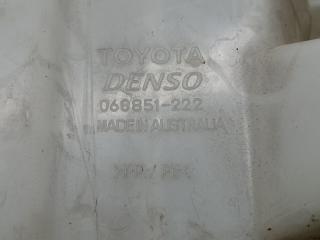 TOYOTA
DENSO
068851-222
MADE IN AUSTRALIA